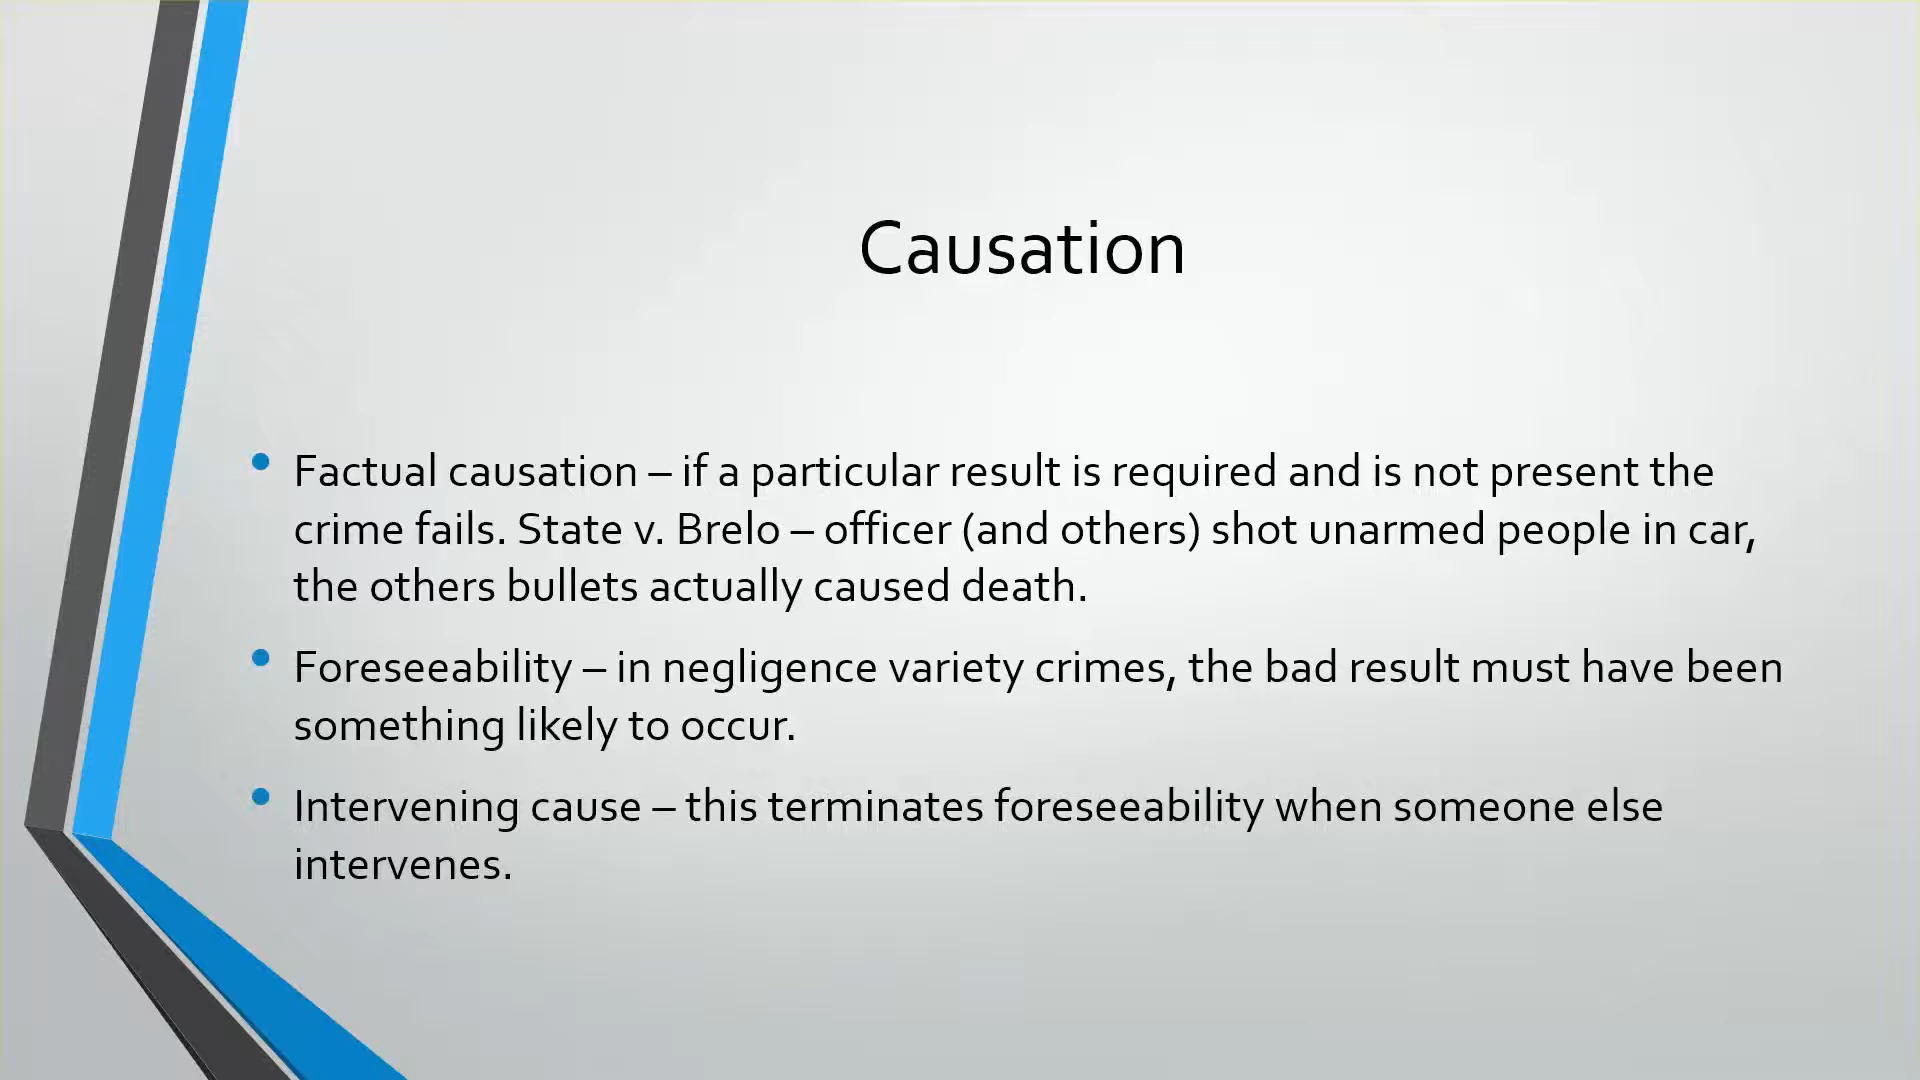 Causation
• Factual causation – if a particular result is required and is not present the
crime fails. State v. Brelo – officer (and others) shot unarmed people in car,
the others bullets actually caused death.
• Foreseeability – in negligence variety crimes, the bad result must have been
something likely to occur.
• Intervening cause – this terminates foreseeability when someone else
intervenes.